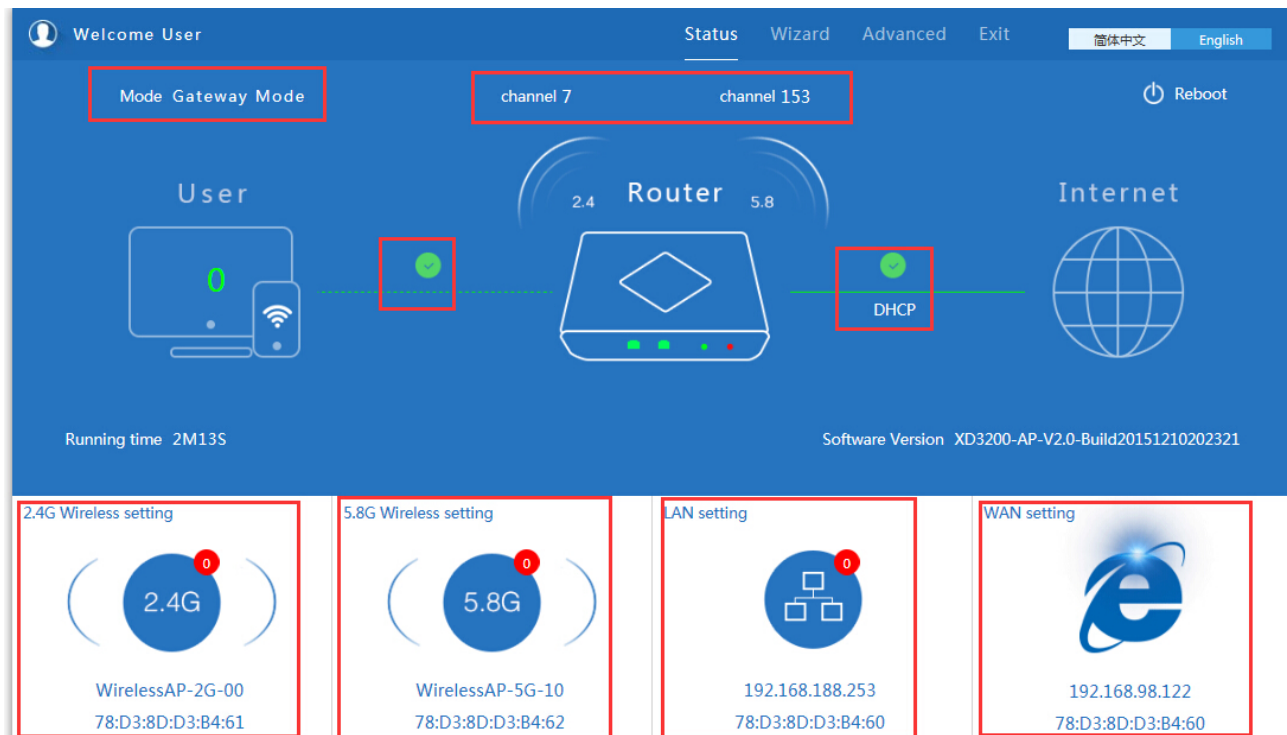 Welcome User
Status Wizard Advanced Exit 简体中文 English
Mode Gateway Mode
channel 7 channel 153
Reboot
User
2.4 Router 5.8
Internet
0
DHCP
Running time 2M13S
Software Version XD3200-AP-V2.0-Build20151210202321
2.4G Wireless setting
0
2.4G
WirelessAP-2G-00
78:D3:8D:D3:B4:61
5.8G Wireless setting
0
5.8G
WirelessAP-5G-10
78:D3:8D:D3:B4:62
LAN setting
0
192.168.188.253
78:D3:8D:D3:B4:60
WAN setting
192.168.98.122
78:D3:8D:D3:B4:60